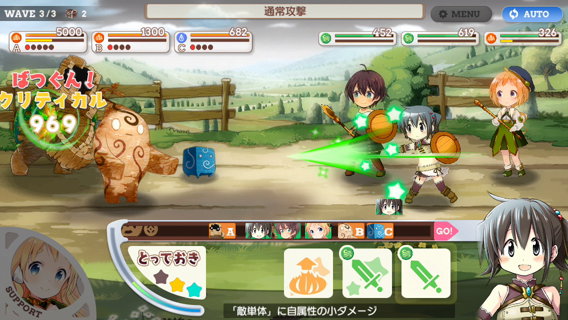 WAVE 3/3 2
通常攻撃
MENU
AUTO
5000
1300
682
452
619
326
A
B
C
ばつぐん!
クリティカル
969
A
B
C
GO!
とっておき
SUPPORT
「敵単体」に自属性の小ダメージ